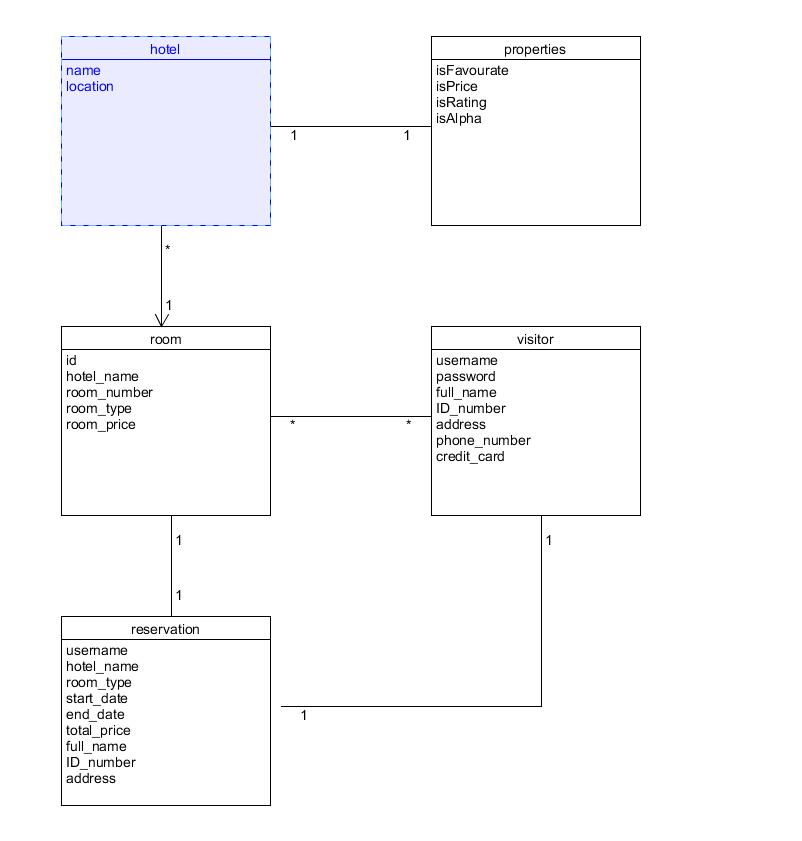 hotel
name
location
properties
isFavourate
isPrice
isRating
isAlpha
1 1
*
1
room
id
hotel_name
room_number
room_type
room_price
visitor
username
password
full_name
ID_number
address
phone_number
credit_card
* *
1
1
1
reservation
username
hotel_name
room_type
start_date
end_date
total_price
full_name
ID_number
address
1